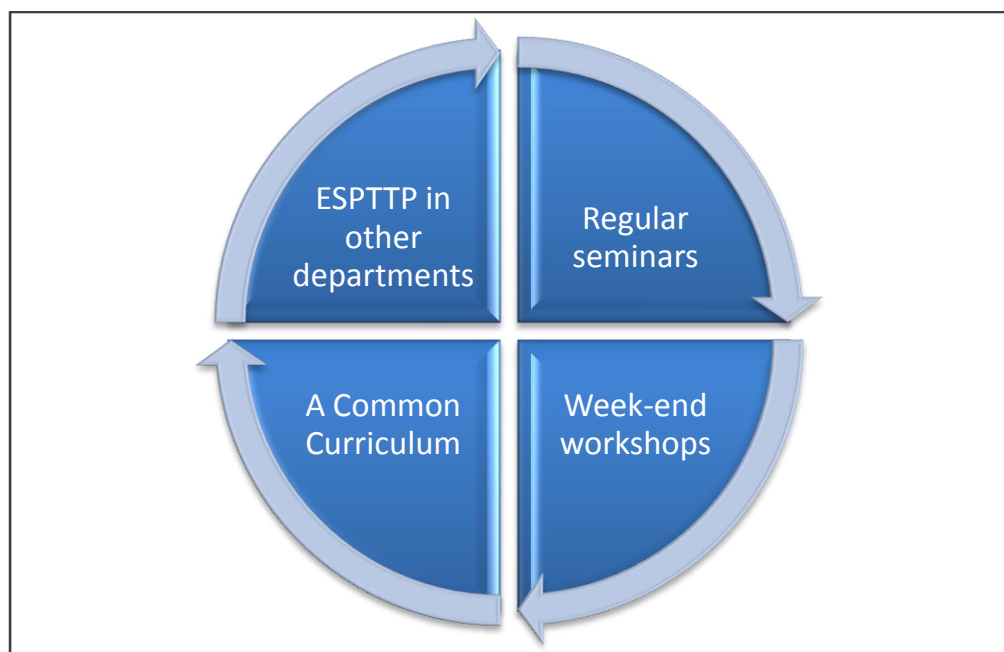 ESPTTP in
other
departments
Regular
seminars
A Common
Curriculum
Week-end
workshops